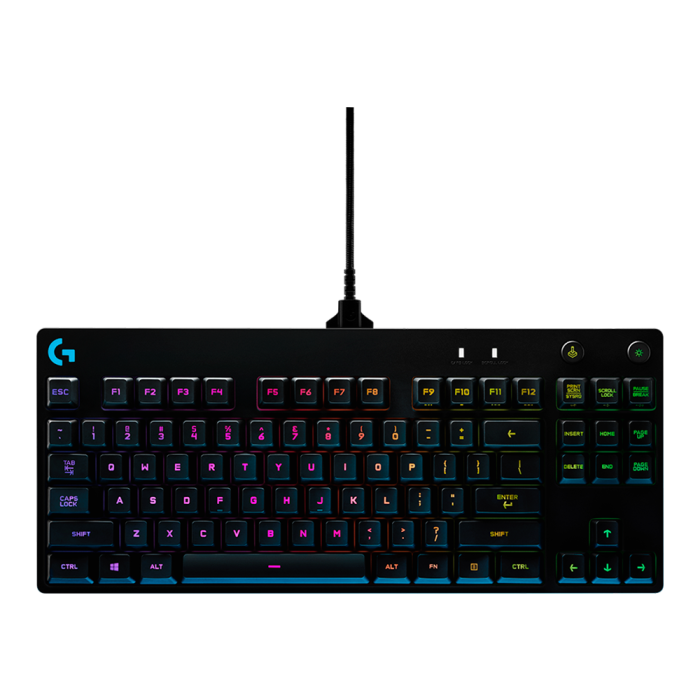 G
ESC F1 F2 F3 F4 F5 F6 F7 F8 F9 F10 F11 F12
PRINT SCRN SYSRQ
SCROLL LOCK
PAUSE BREAK
1 2 3 4 5 6 7 8 9 0 - = ←
INSERT HOME PAGE UP
TAB Q W E R T Y U I O P { } \
DELETE END PAGE DOWN
CAPS LOCK A S D F G H J K L : " ENTER
SHIFT Z X C V B N M < > ? / SHIFT ↑
CTRL ALT ALT FN CTRL ← ↓ →